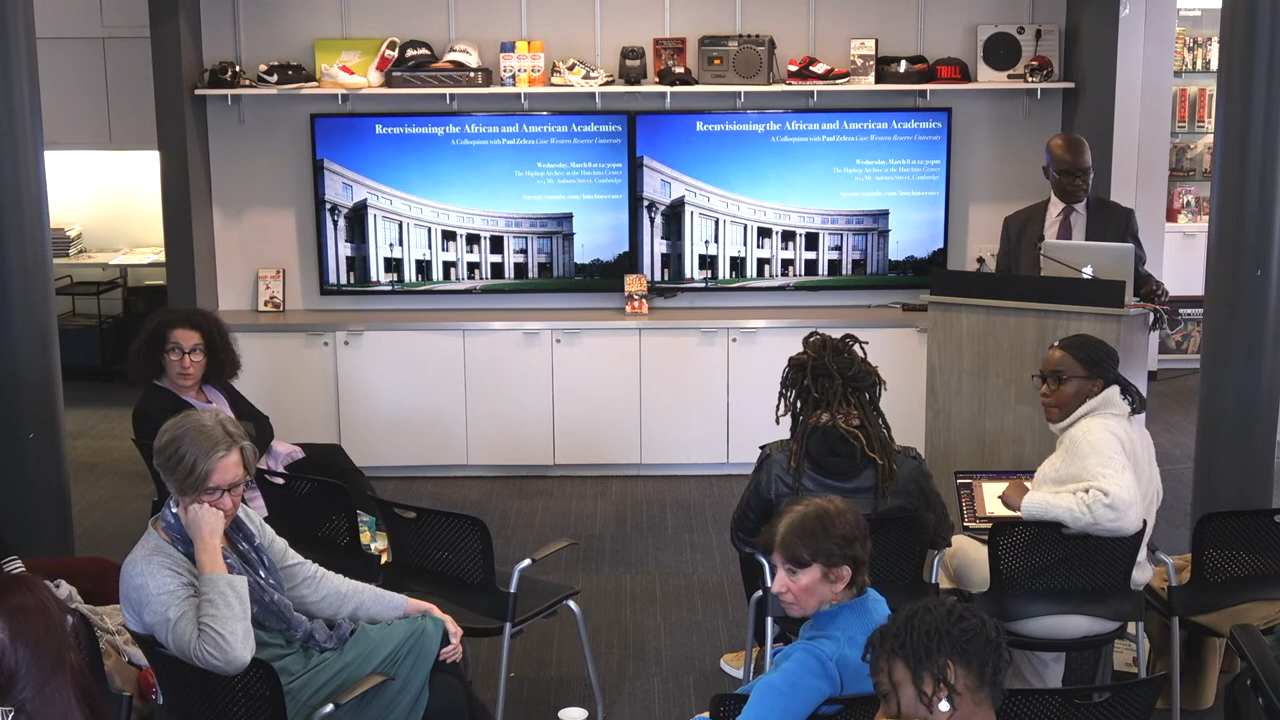 TRILL
Reenvisioning the African and American Academies
A Colloquium with Paul Zeleza Case Western Reserve University
Wednesday, March 8 at 12:30pm
The Hiphop Archive at the Hutchins Center
104 Mt. Auburn Street, Cambridge
Reenvisioning the African and American Academies
A Colloquium with Paul Zeleza Case Western Reserve University
Wednesday, March 8 at 12:30pm
The Hiphop Archive at the Hutchins Center
104 Mt. Auburn Street, Cambridge
HIP-HOP